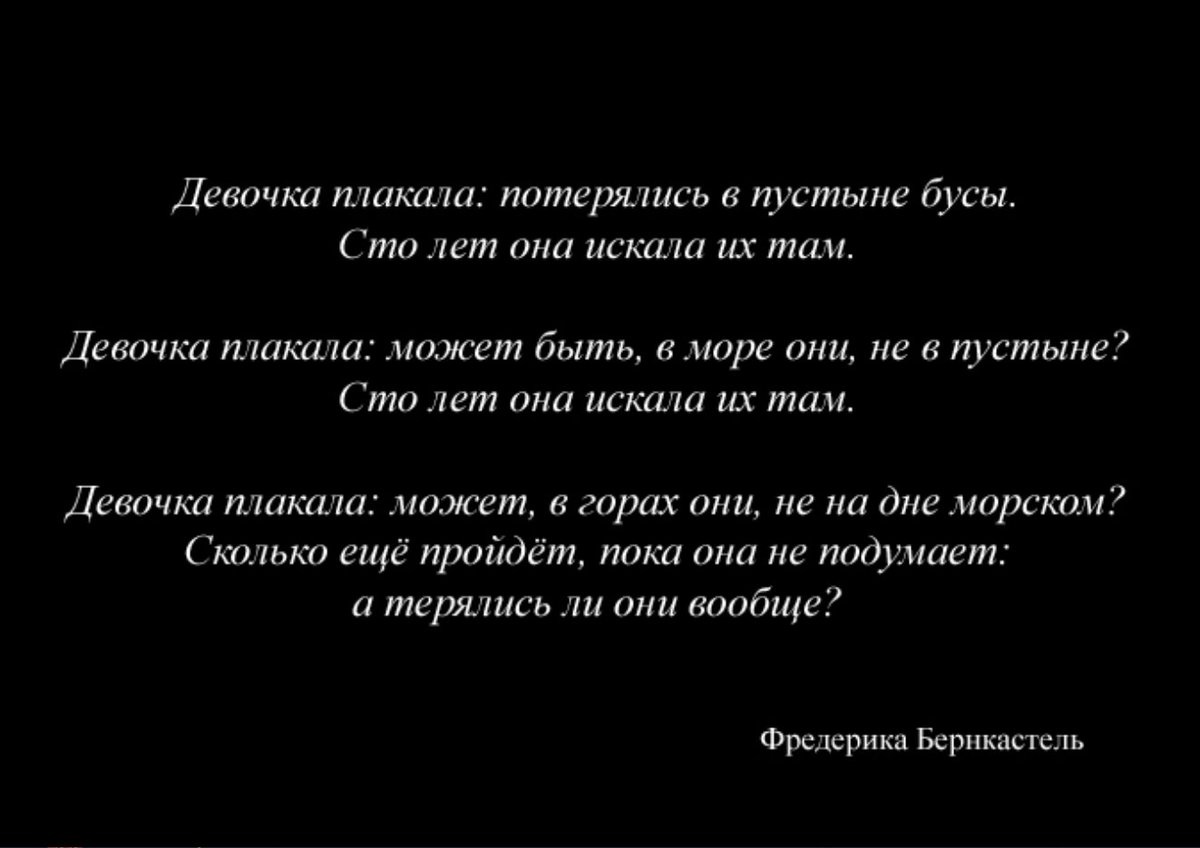 Девочка плакала: потерялись в пустыне бусы.
Сто лет она искала их там.
Девочка плакала: может быть, в море они, не в пустыне?
Сто лет она искала их там.
Девочка плакала: может, в горах они, не на дне морском?
Сколько ещё пройдёт, пока она не подумает:
а терялись ли они вообще?
Фредерика Бернкастель